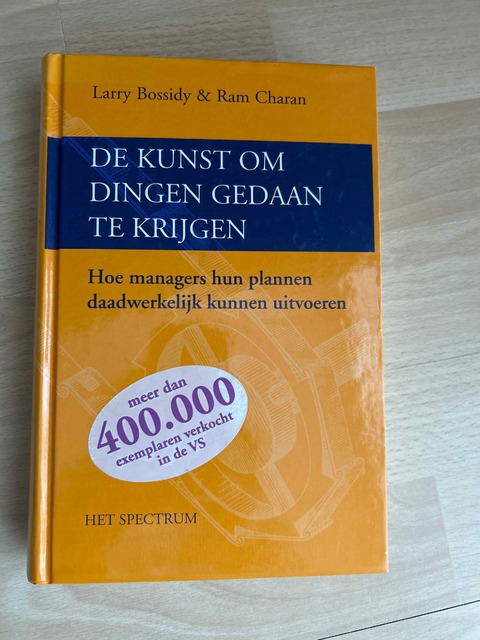 Larry Bossidy & Ram Charan
DE KUNST OM
DINGEN GEDAAN
TE KRIJGEN
Hoe managers hun plannen
daadwerkelijk kunnen uitvoeren
meer dan
400.000
exemplaren verkocht
in de VS
HET SPECTRUM